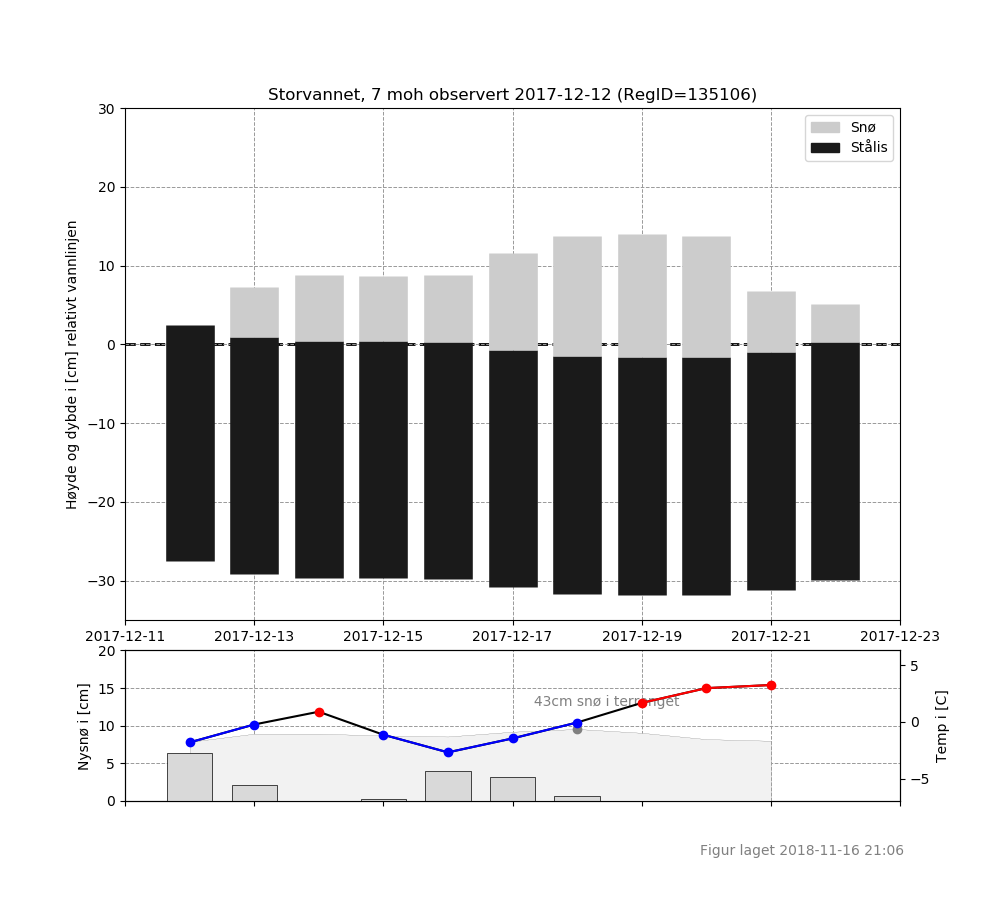 Storvannet, 7 moh observert 2017-12-12 (RegID=135106)
Høyde og dybde i [cm] relativt vannlinjen
30
20
10
0
−10
−20
−30
Snø
Stålis
2017-12-11 2017-12-13 2017-12-15 2017-12-17 2017-12-19 2017-12-21 2017-12-23
Nysnø i [cm]
20
15
10
5
0
43cm snø i terrenget
5
0
−5
Temp i [C]
Figur laget 2018-11-16 21:06